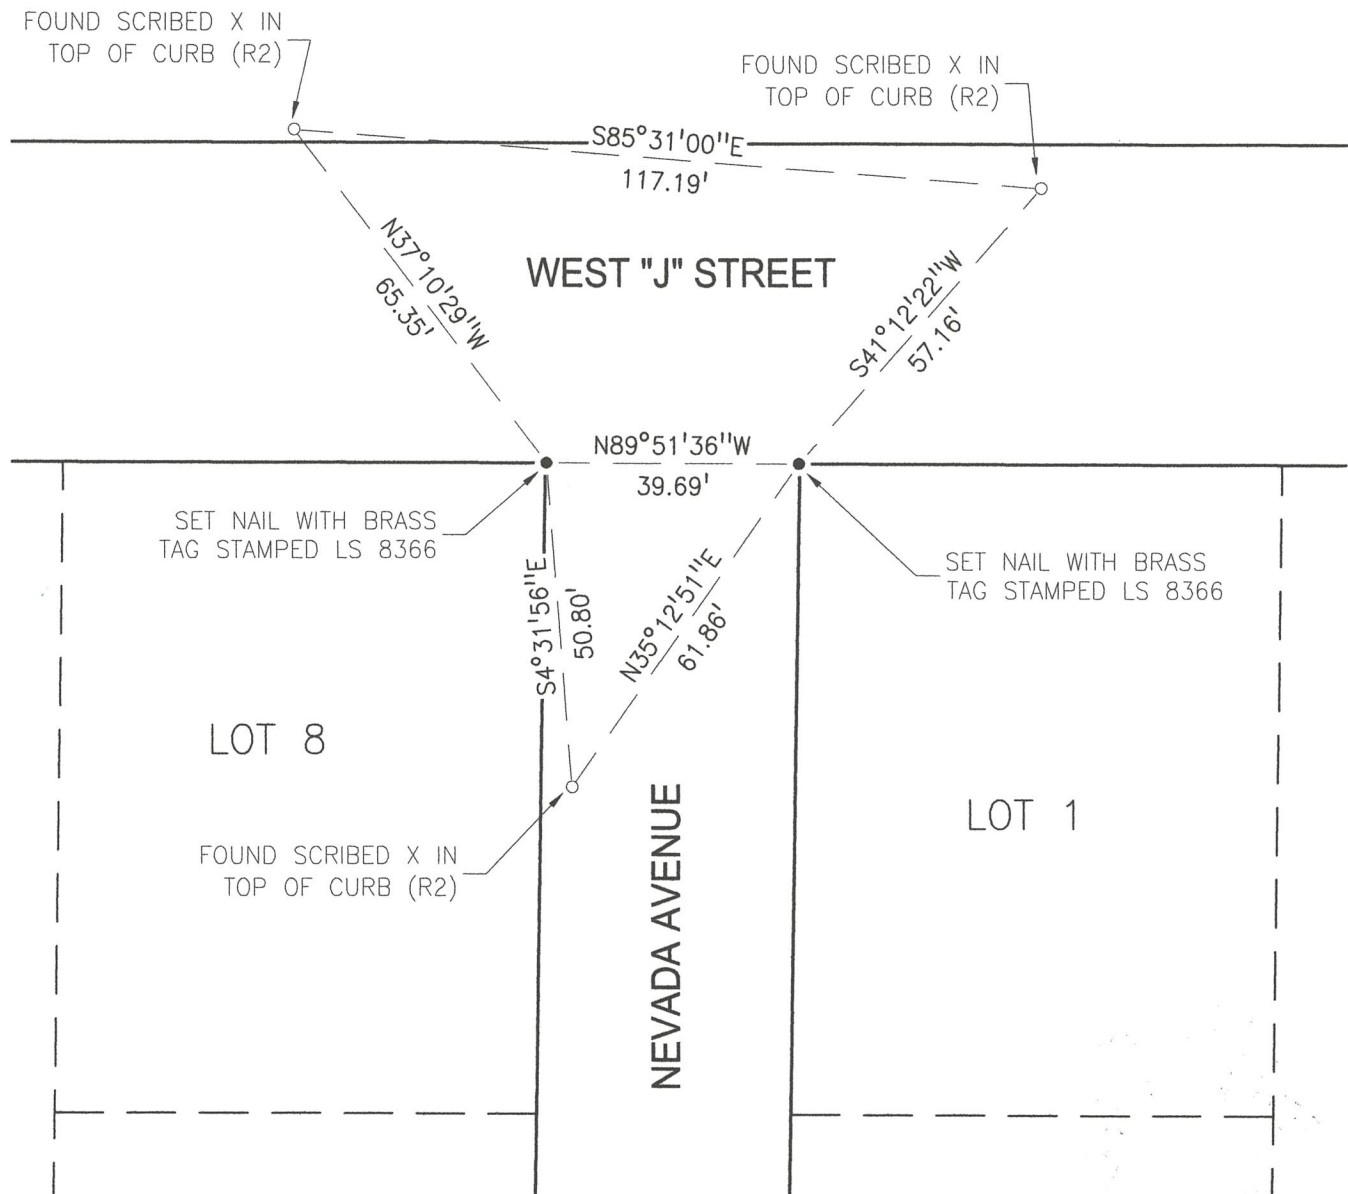 FOUND SCRIBED X IN
TOP OF CURB (R2)
FOUND SCRIBED X IN
TOP OF CURB (R2)
S85°31'00"E
117.19'
N37°10'29"W
65.35'
WEST "J" STREET
S41°12'22"W
57.16'
N89°51'36"W
39.69'
SET NAIL WITH BRASS
TAG STAMPED LS 8366
SET NAIL WITH BRASS
TAG STAMPED LS 8366
S4°31'56"E
50.80'
N35°12'51"E
61.86'
LOT 8
LOT 1
FOUND SCRIBED X IN
TOP OF CURB (R2)
NEVADA AVENUE